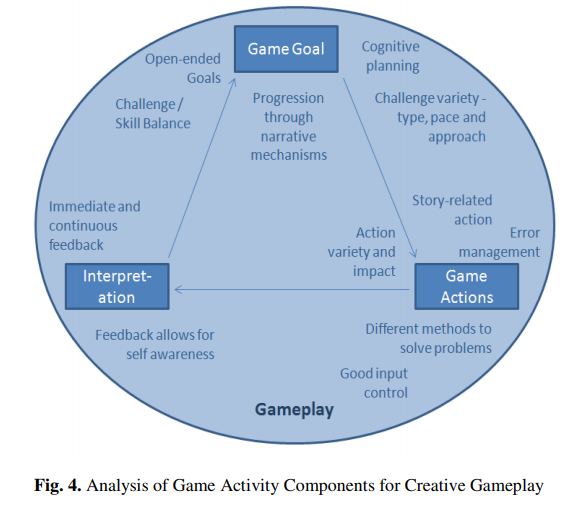 Game Goal
Open-ended
Goals
Cognitive
planning
Challenge /
Skill Balance
Progression
through
narrative
mechanisms
Challenge variety -
type, pace and
approach
Immediate and
continuous
feedback
Story-related
action
Action
variety and
impact
Error
management
Interpret-
ation
Game
Actions
Feedback allows for
self awareness
Different methods to
solve problems
Good input
control
Gameplay
Fig. 4. Analysis of Game Activity Components for Creative Gameplay